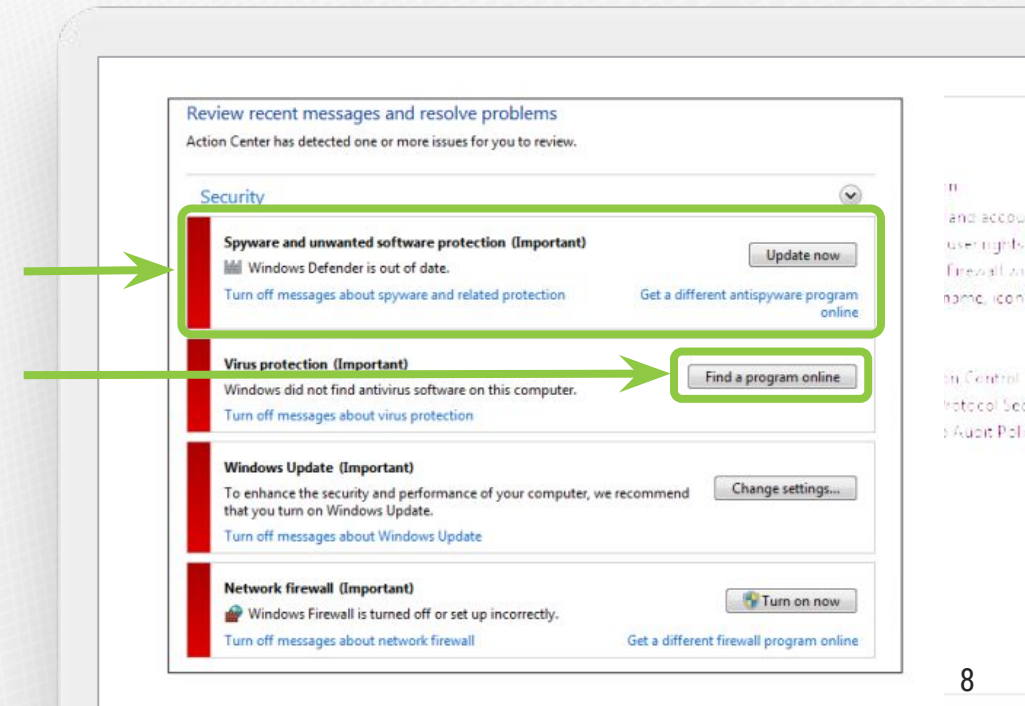 Review recent messages and resolve problems
Action Center has detected one or more issues for you to review.
Security
Spyware and unwanted software protection (Important)
Update now
Windows Defender is out of date.
Turn off messages about spyware and related protection
Get a different antispyware program
online
Virus protection (Important)
Find a program online
Windows did not find antivirus software on this computer.
Turn off messages about virus protection
Windows Update (Important)
Change settings...
To enhance the security and performance of your computer, we recommend
that you turn on Windows Update.
Turn off messages about Windows Update
Network firewall (Important)
Turn on now
Windows Firewall is turned off or set up incorrectly.
Turn off messages about network firewall
Get a different firewall program online
and
user rights
Firewall
Control
Audit
8